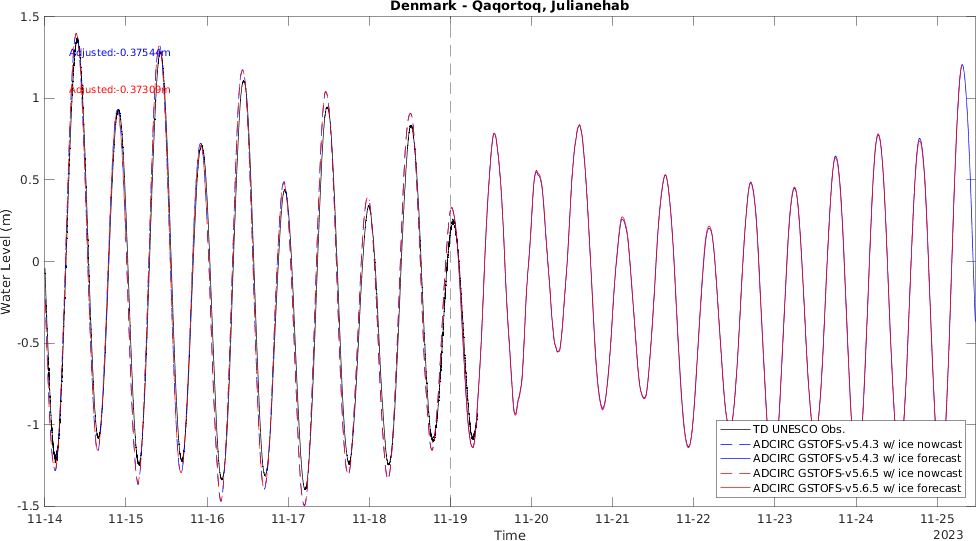 Denmark - Qaqortoq, Julianehab
1.5
1
0.5
0
-0.5
-1
-1.5
Water Level (m)
Adjusted:-0.37544m
Adjusted:-0.37309m
TD UNESCO Obs.
ADCIRC GSTOFS-v5.4.3 w/ ice nowcast
ADCIRC GSTOFS-v5.4.3 w/ ice forecast
ADCIRC GSTOFS-v5.6.5 w/ ice nowcast
ADCIRC GSTOFS-v5.6.5 w/ ice forecast
11-14 11-15 11-16 11-17 11-18 11-19 11-20 11-21 11-22 11-23 11-24 11-25
Time
2023